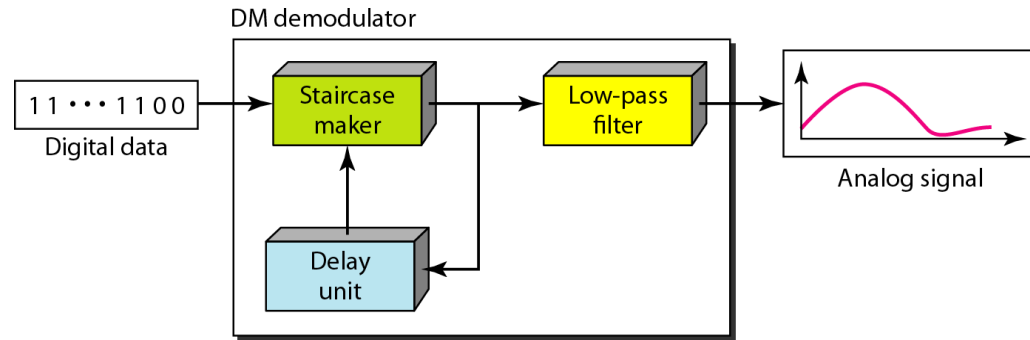 DM demodulator
11 ••• 1100
Digital data
Staircase
maker
Low-pass
filter
Analog signal
Delay
unit